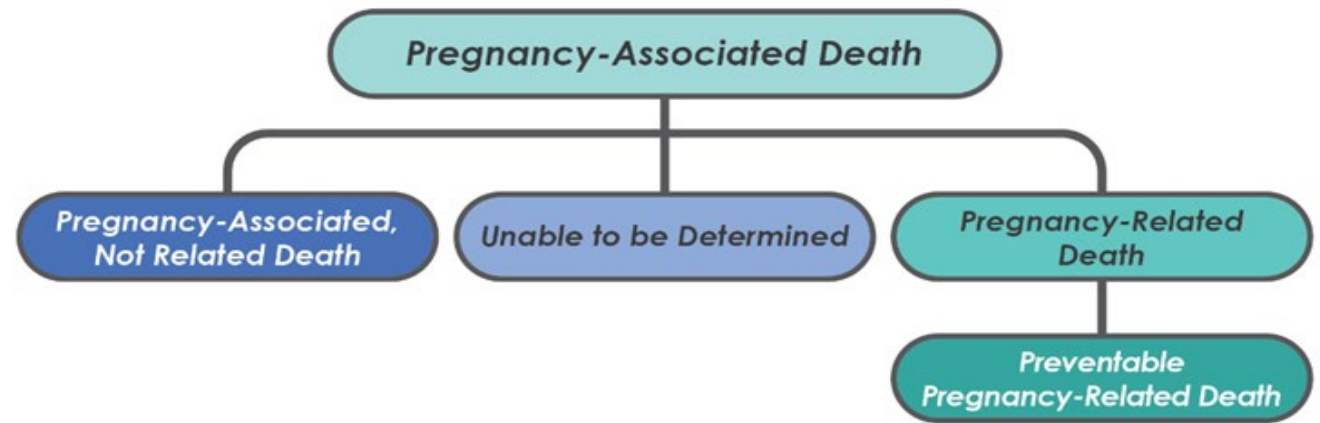 Pregnancy-Associated Death
Pregnancy-Associated,
Not Related Death
Unable to be Determined
Pregnancy-Related
Death
Preventable
Pregnancy-Related Death